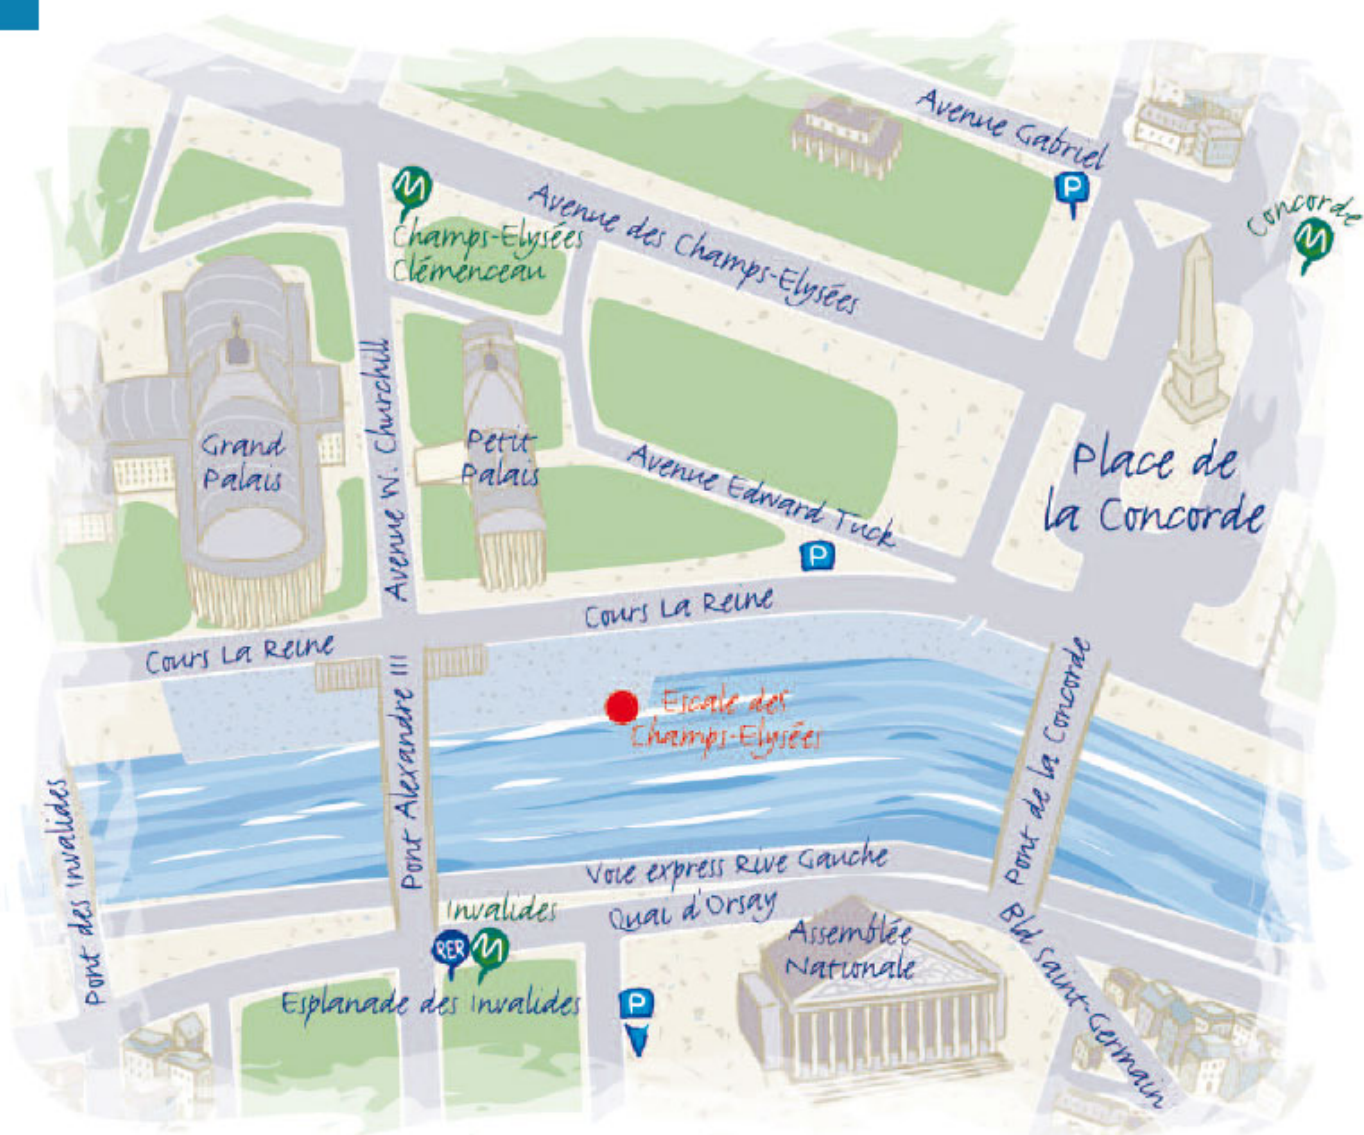 Avenue Gabriel
P
Concorde
M
M
Champs-Elysées
Clémenceau
Avenue des Champs-Elysées
Avenue W. Churchill
Grand
Palais
Petit
Palais
Avenue Edward Tuck
P
Place de
la Concorde
Cours La Reine
Cours La Reine
Escale des
Champs-Elysées
Pont Alexandre III
Pont de la Concorde
Pont des Invalides
Voie express Rive Gauche
Quai d'Orsay
Invalides
RER
M
Esplanade des Invalides
P
Assemblée
Nationale
Bld Saint-Germain